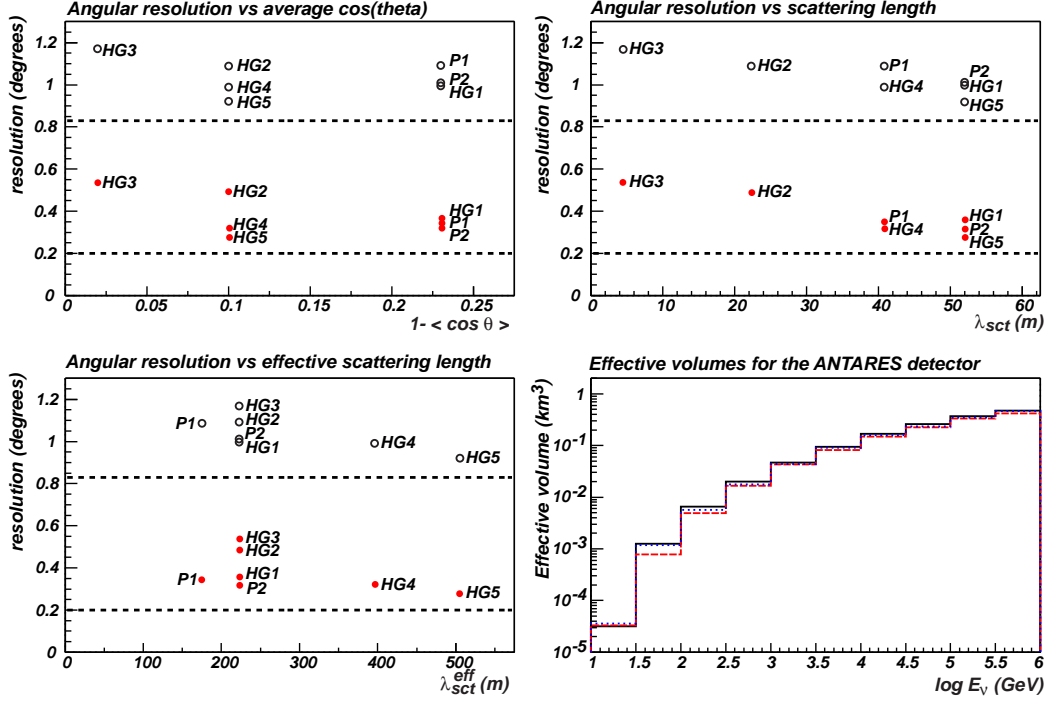 Angular resolution vs average cos(theta)
resolution (degrees)
1.2
1
0.8
0.6
0.4
0.2
0
HG3
HG2
HG4
HG5
P1
P2
HG1
HG3
HG2
HG4
HG5
HG1
P1
P2
0 0.05 0.1 0.15 0.2 0.25
1- < cos θ >
Angular resolution vs scattering length
resolution (degrees)
1.2
1
0.8
0.6
0.4
0.2
0
HG3
HG2
P1
HG4
P2
HG1
HG5
HG3
HG2
P1
HG4
HG1
P2
HG5
0 10 20 30 40 50 60
λsct (m)
Angular resolution vs effective scattering length
resolution (degrees)
1.2
1
0.8
0.6
0.4
0.2
0
P1
HG3
HG2
P2
HG1
HG4
HG5
HG3
HG2
P1
HG1
P2
HG4
HG5
0 100 200 300 400 500
λsct^eff (m)
Effective volumes for the ANTARES detector
Effective volume (km³)
1
10⁻¹
10⁻²
10⁻³
10⁻⁴
10⁻⁵
1 1.5 2 2.5 3 3.5 4 4.5 5 5.5 6
log Eν (GeV)